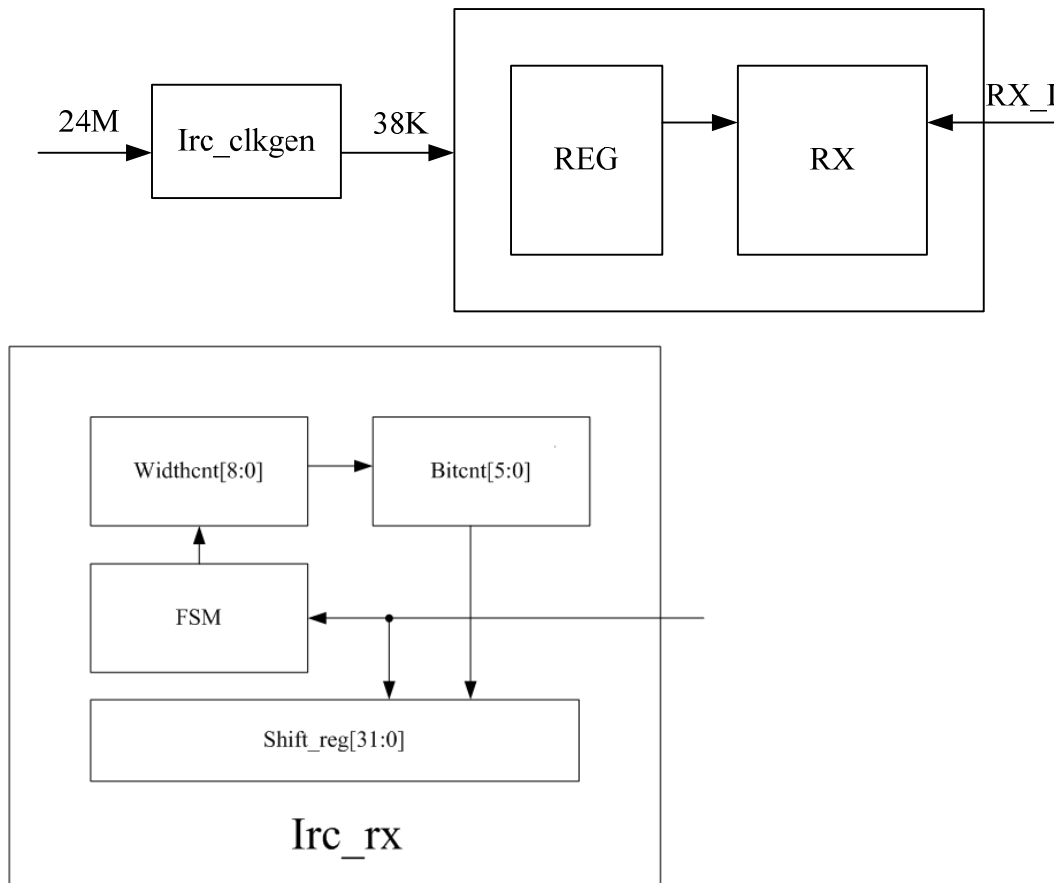 24M
Irc_clkgen
38K
REG
RX
Widthcnt[8:0]
Bitcnt[5:0]
FSM
Shift_reg[31:0]
Irc_rx